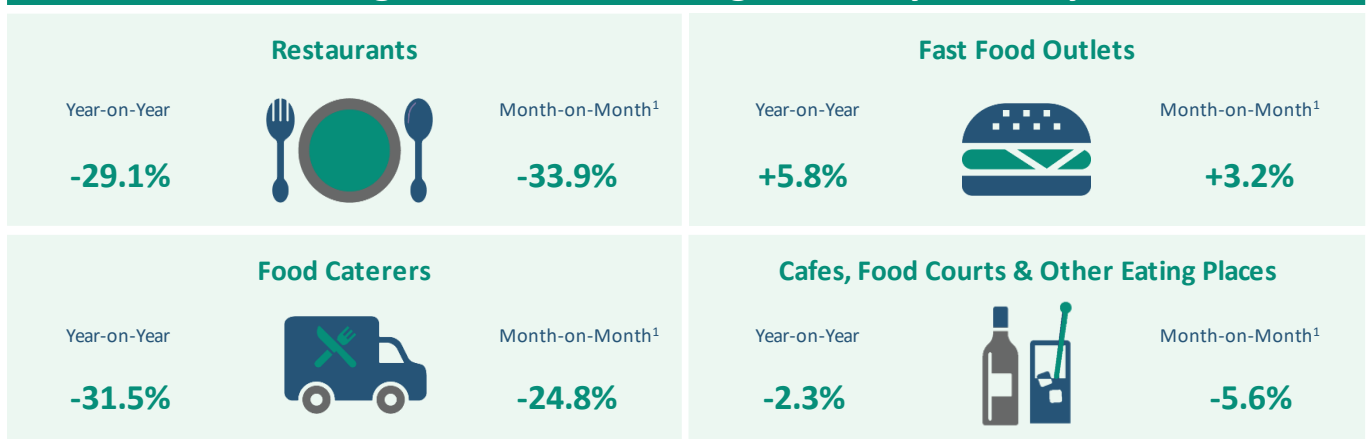 Restaurants
Year-on-Year
Month-on-Month1
-29.1%
-33.9%
Fast Food Outlets
Year-on-Year
Month-on-Month1
+5.8%
+3.2%
Food Caterers
Year-on-Year
Month-on-Month1
-31.5%
-24.8%
Cafes, Food Courts & Other Eating Places
Year-on-Year
Month-on-Month1
-2.3%
-5.6%